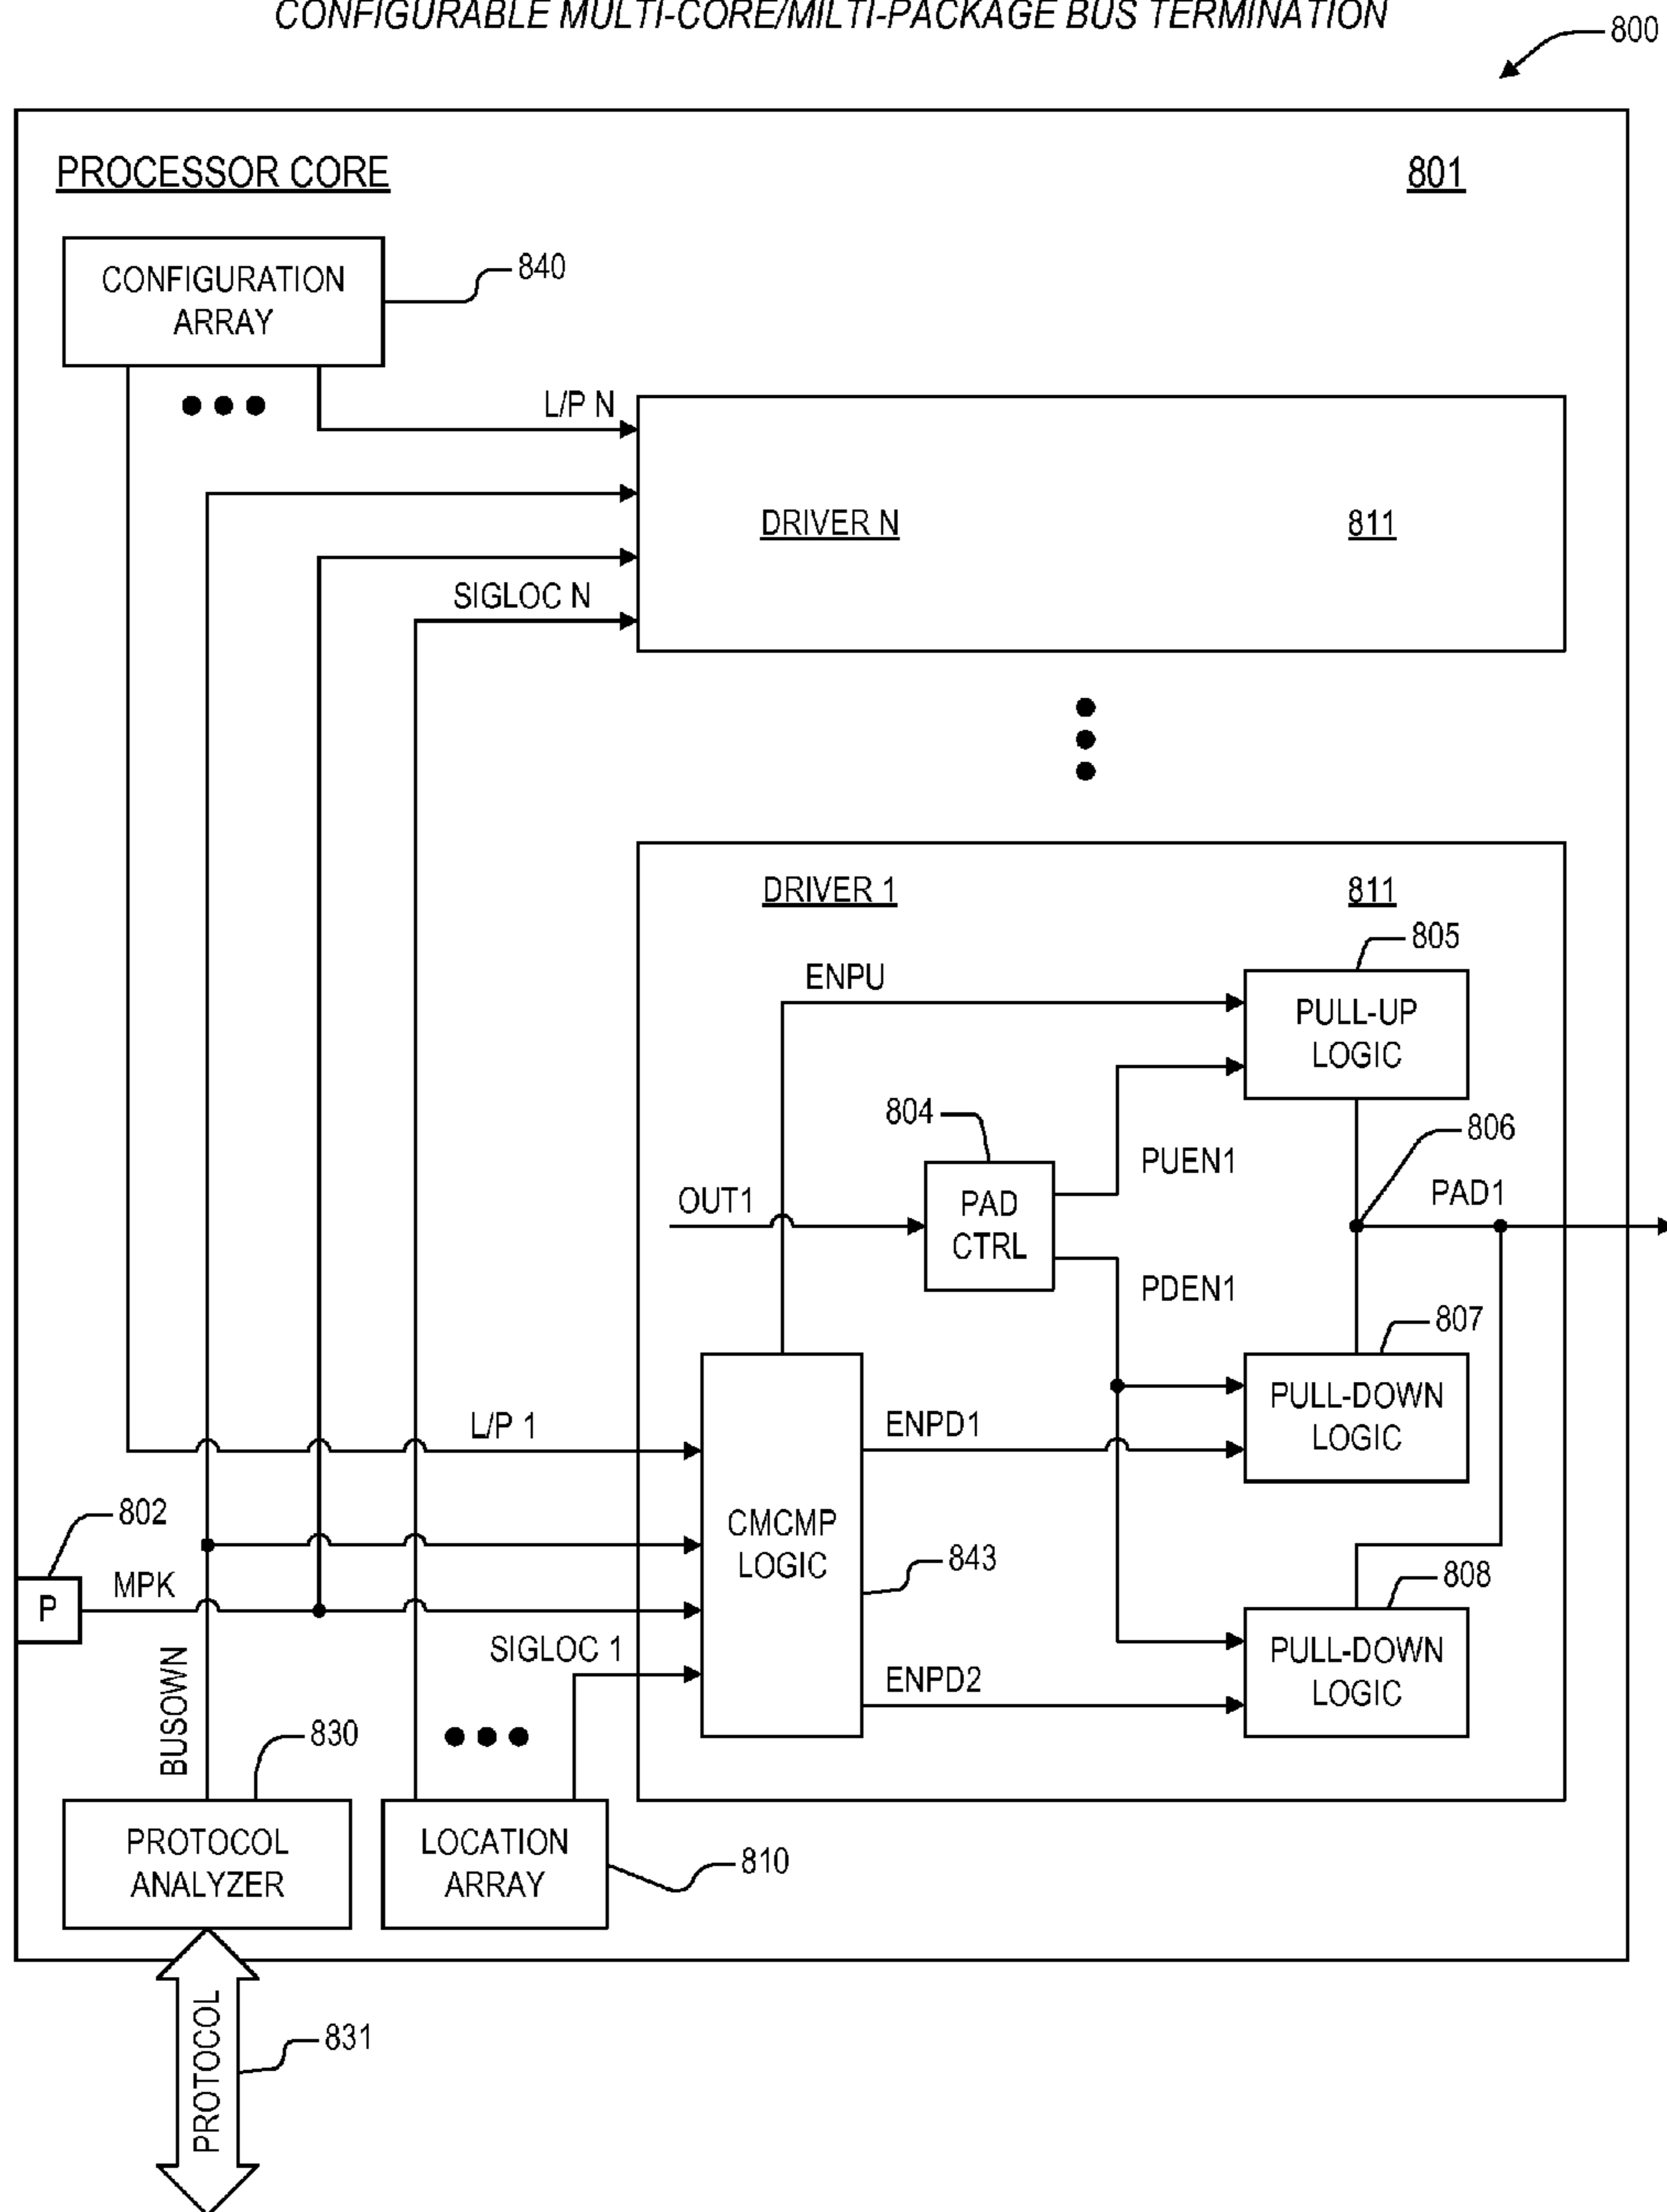 CONFIGURABLE MULTI-CORE/MILTI-PACKAGE BUS TERMINATION
800
PROCESSOR CORE
801
CONFIGURATION
ARRAY
840
L/P N
DRIVER N
811
SIGLOC N
DRIVER 1
811
805
ENPU
PULL-UP
LOGIC
804
806
PUEN1
OUT1
PAD
CTRL
PAD1
PDEN1
807
PULL-DOWN
LOGIC
L/P 1
ENPD1
802
CMCMP
LOGIC
843
P
MPK
808
SIGLOC 1
PULL-DOWN
LOGIC
ENPD2
BUSOWN
830
PROTOCOL
ANALYZER
LOCATION
ARRAY
810
PROTOCOL
831